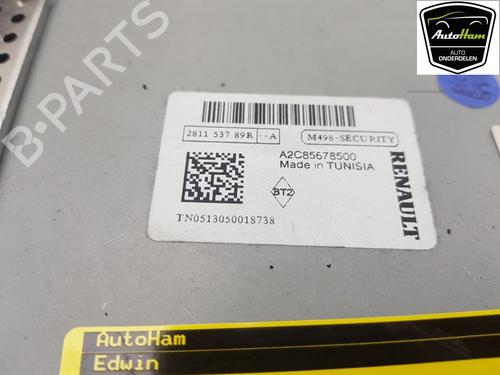 AutoHam
AUTO
ONDERDELEN
B-PARTS
2811 537 89R --A
M498-SECURITY
A2C85678500
Made in TUNISIA
BT2
RENAULT
TN0513050018738
AutoHam
Edwin